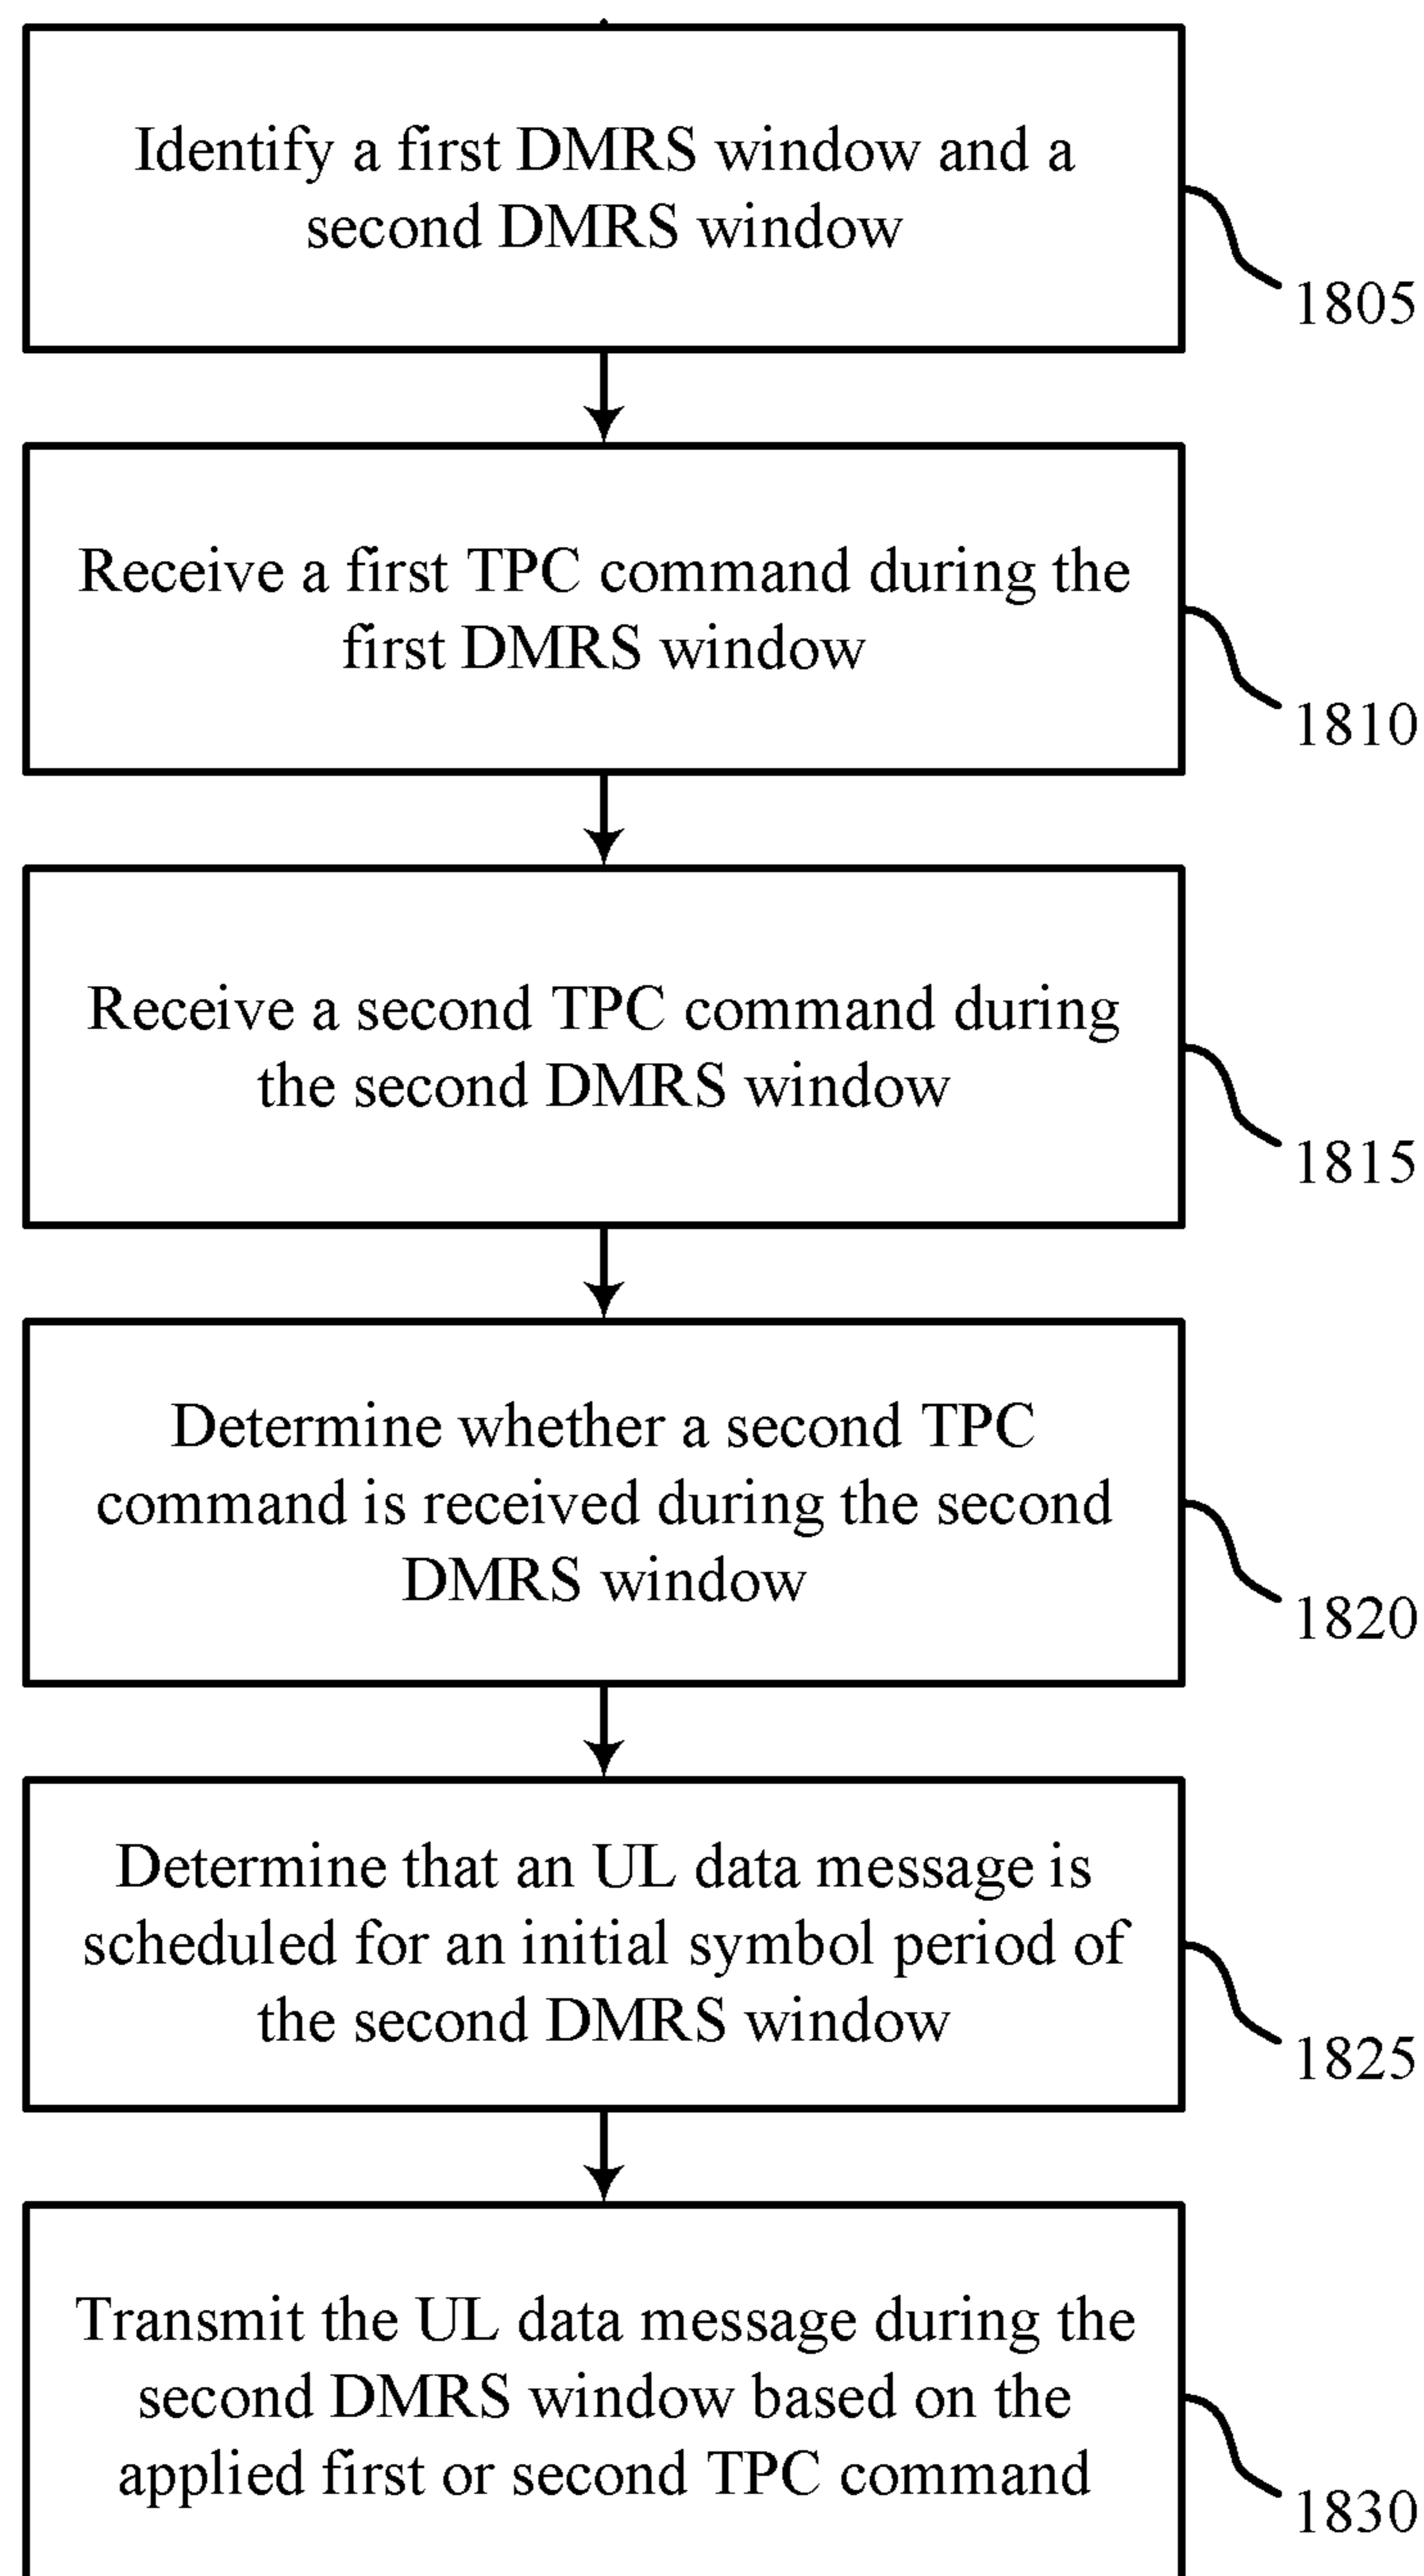 Identify a first DMRS window and a
second DMRS window
1805
Receive a first TPC command during the
first DMRS window
1810
Receive a second TPC command during
the second DMRS window
1815
Determine whether a second TPC
command is received during the second
DMRS window
1820
Determine that an UL data message is
scheduled for an initial symbol period of
the second DMRS window
1825
Transmit the UL data message during the
second DMRS window based on the
applied first or second TPC command
1830